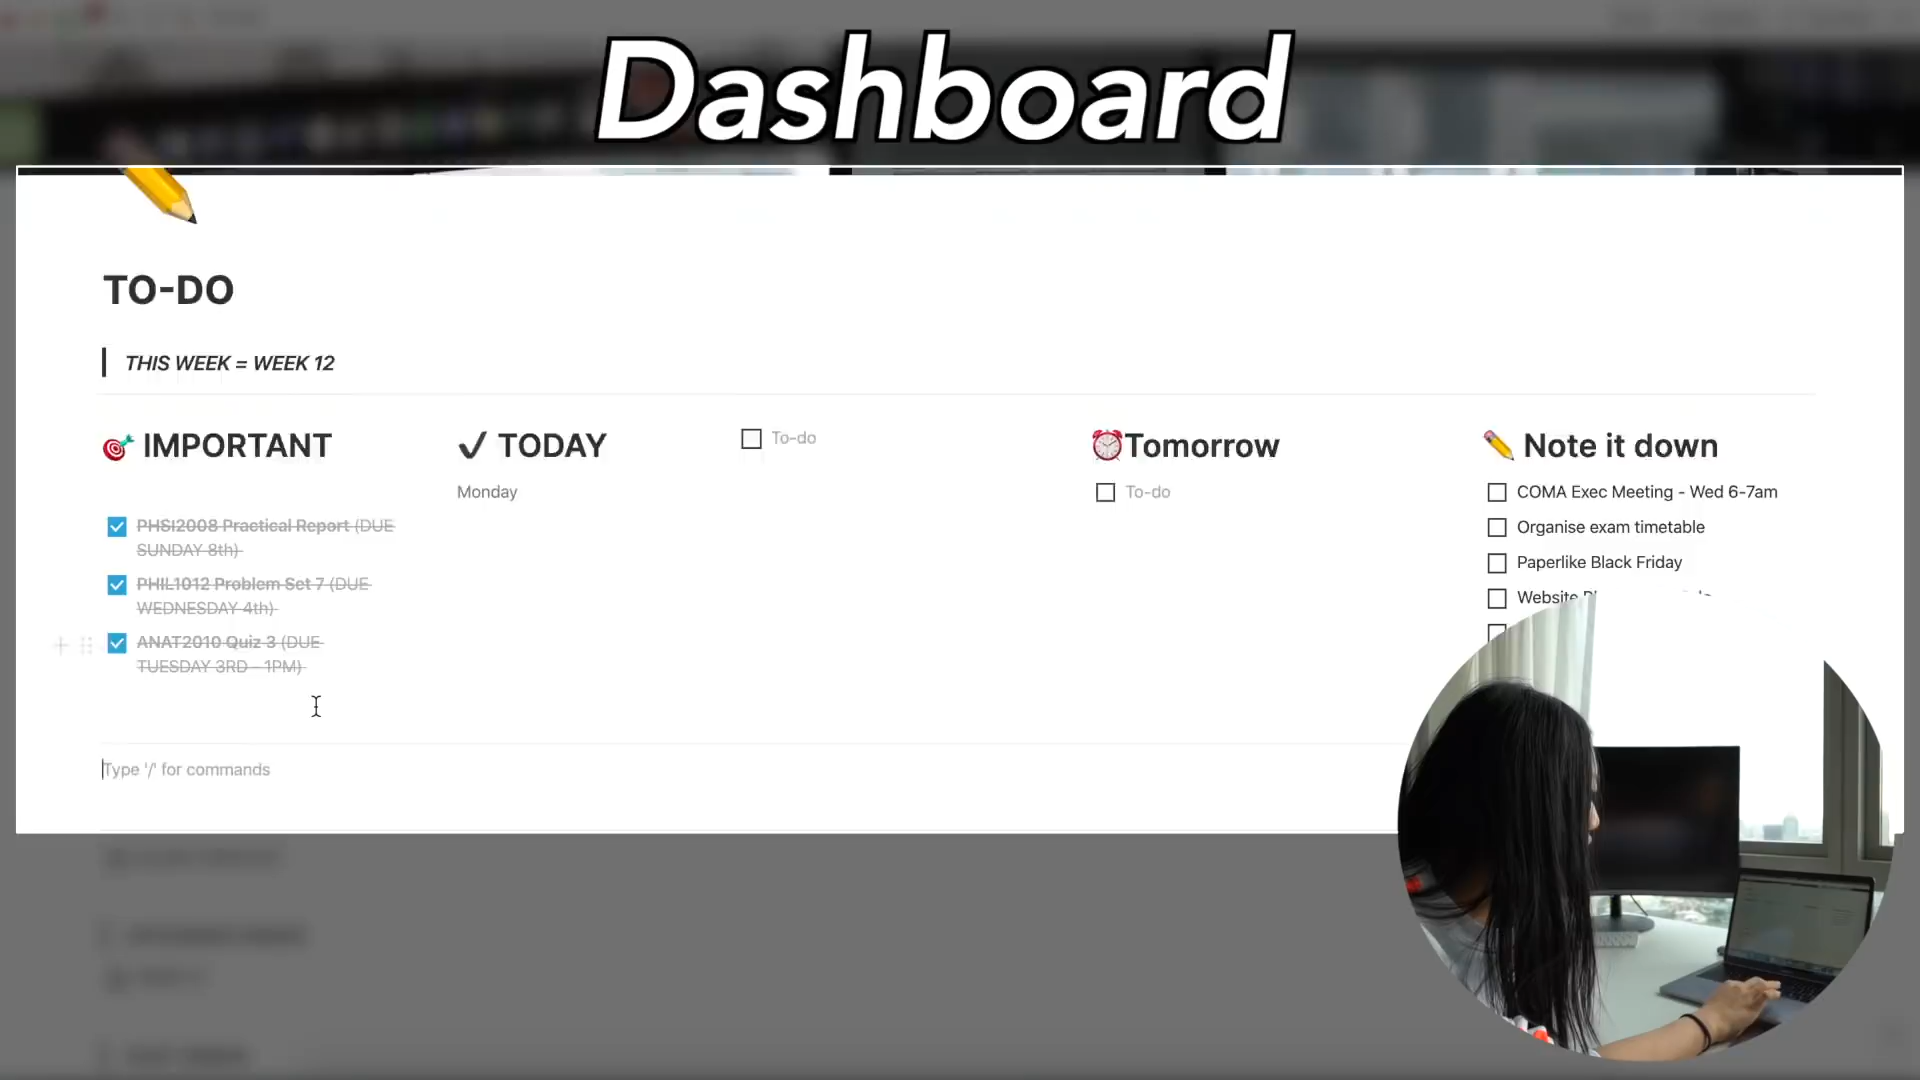 Dashboard
TO-DO
THIS WEEK = WEEK 12
IMPORTANT
PHSI2008 Practical Report (DUE
SUNDAY 8th)
PHIL1012 Problem Set 7 (DUE
WEDNESDAY 4th)
ANAT2010 Quiz 3 (DUE
TUESDAY 3RD - 1PM)
TODAY
Monday
To-do
Tomorrow
To-do
Note it down
COMA Exec Meeting - Wed 6-7am
Organise exam timetable
Paperlike Black Friday
Website
Type '/' for commands